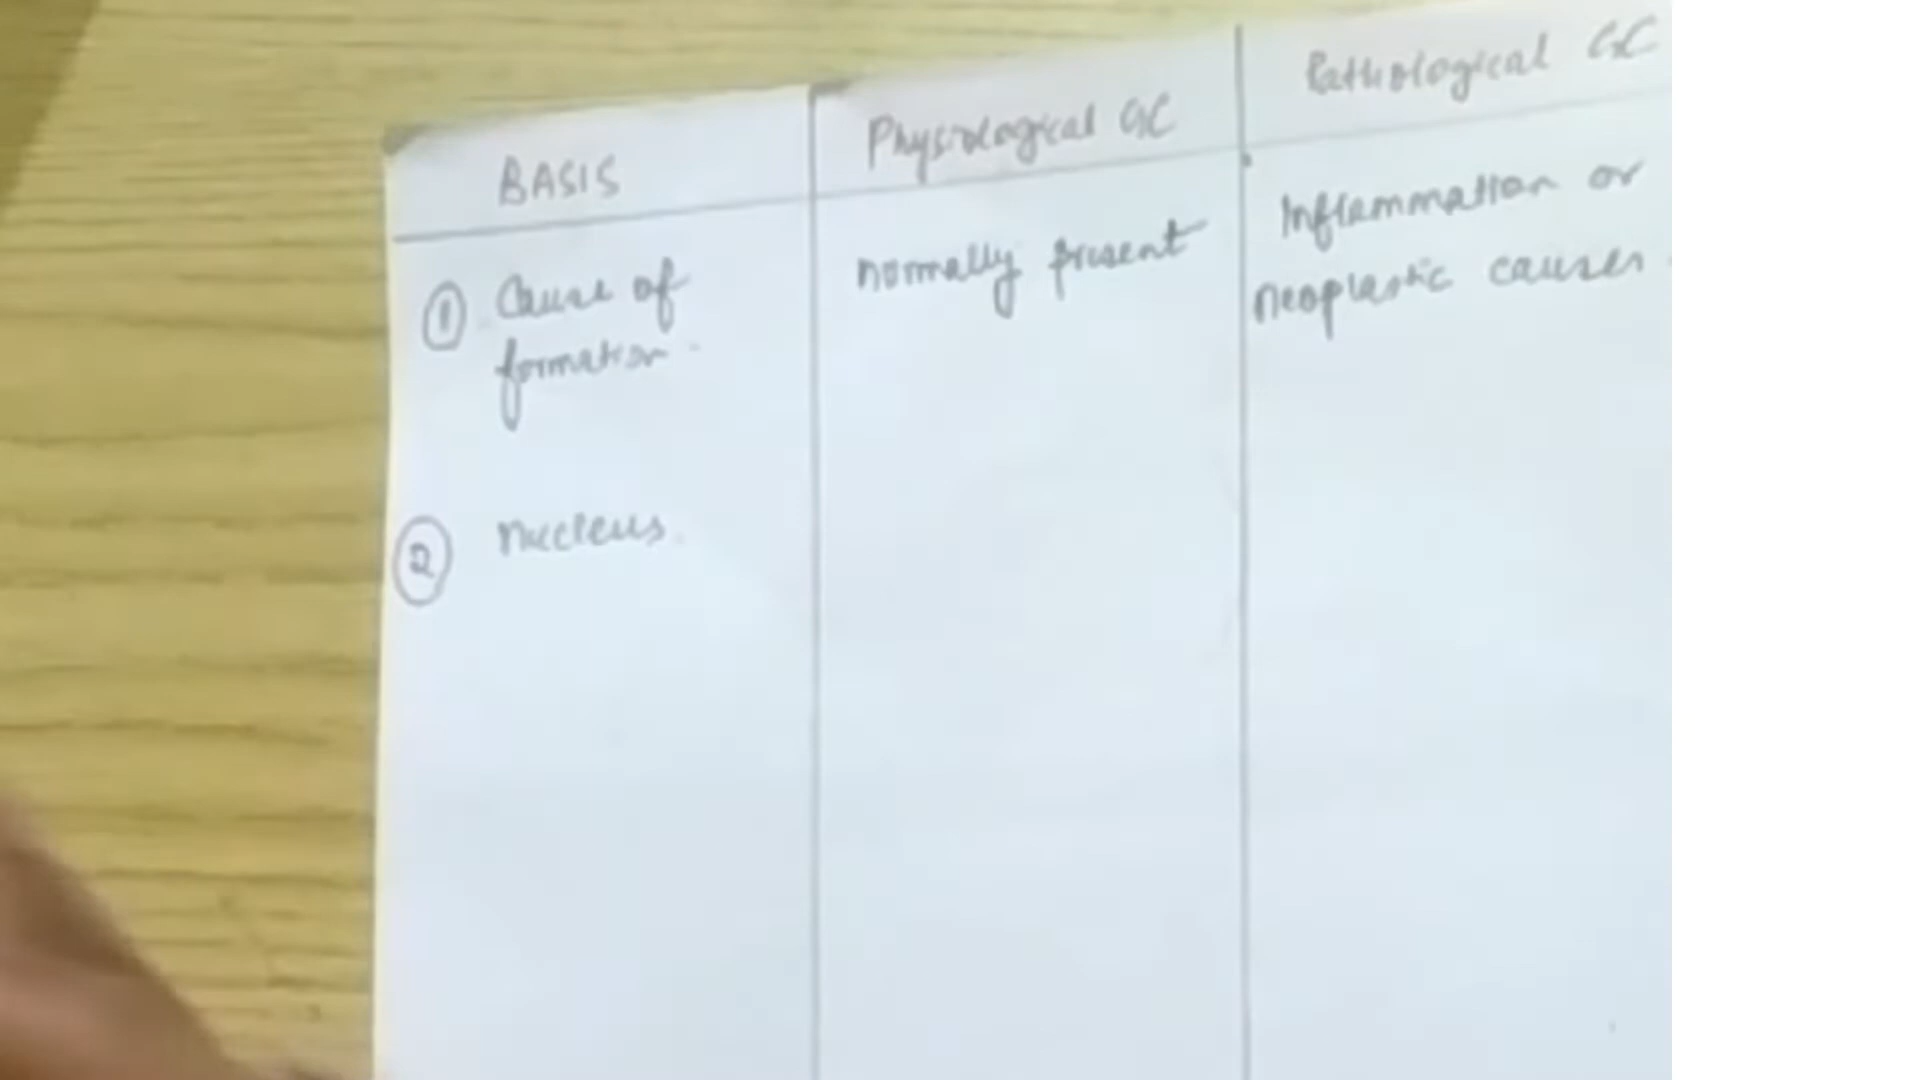 BASIS
Physiological GC
Pathological GC
① Cause of
formation.
normally present
Inflammation or
neoplastic causes.
② nucleus.